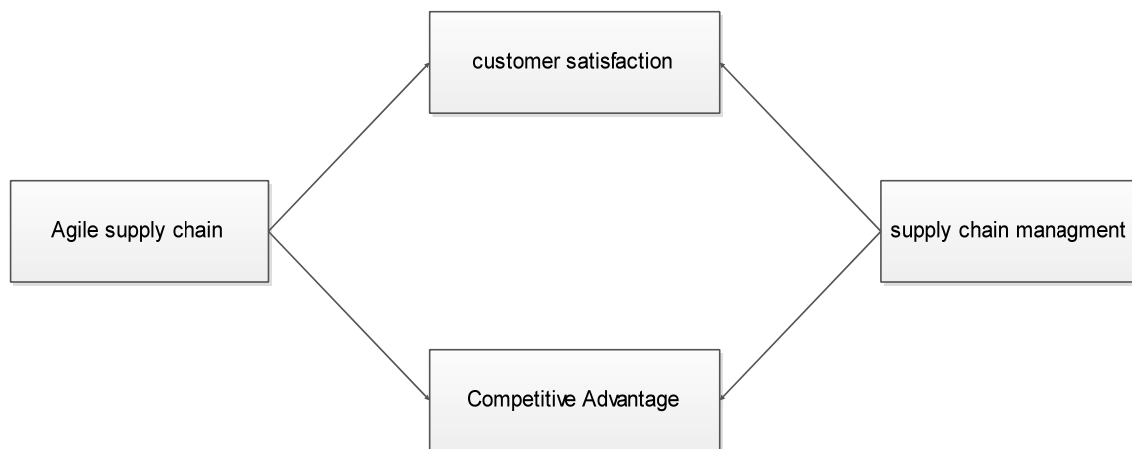 customer satisfaction
Agile supply chain
supply chain managment
Competitive Advantage